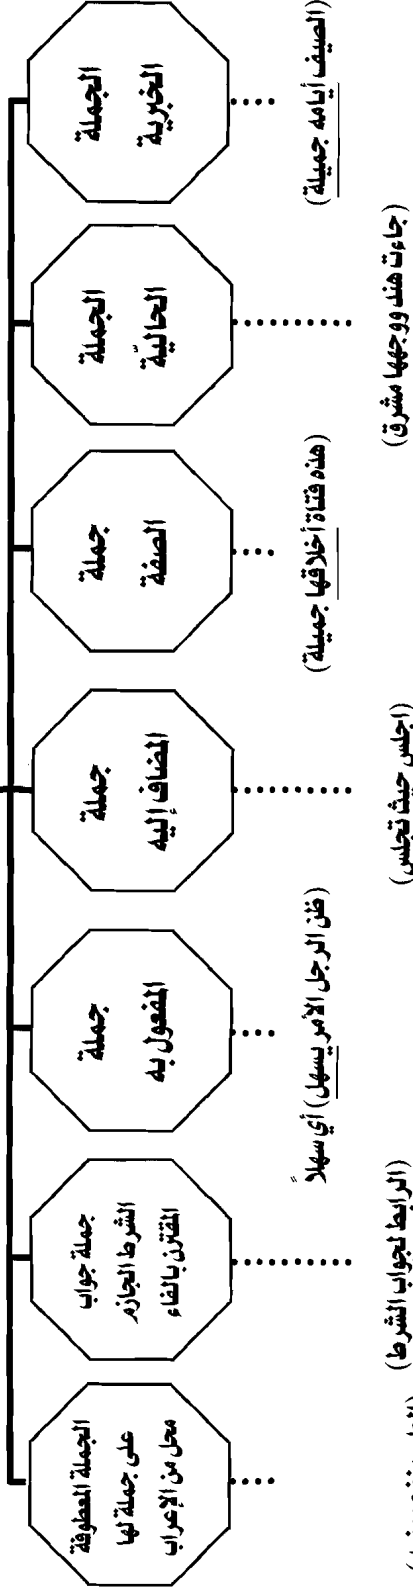 الجملة
الخبرية
(الصيف أيامه جميلة)
الجملة
الحاليّة
(جاءت هند ووجهها مشرق)
جملة
الصفة
(هذه فتاة أخلاقها جميلة)
جملة
المضاف إليه
(اجلس حيث تجلس)
جملة
المفعول به
(ظن الرجل الأمر يسهل) أي سهلاً
جملة جواب
الشرط الجازم
المقترن بالفاء
(الرابط لجواب الشرط)
الجملة المعطوفة
على جملة لها
محل من الإعراب